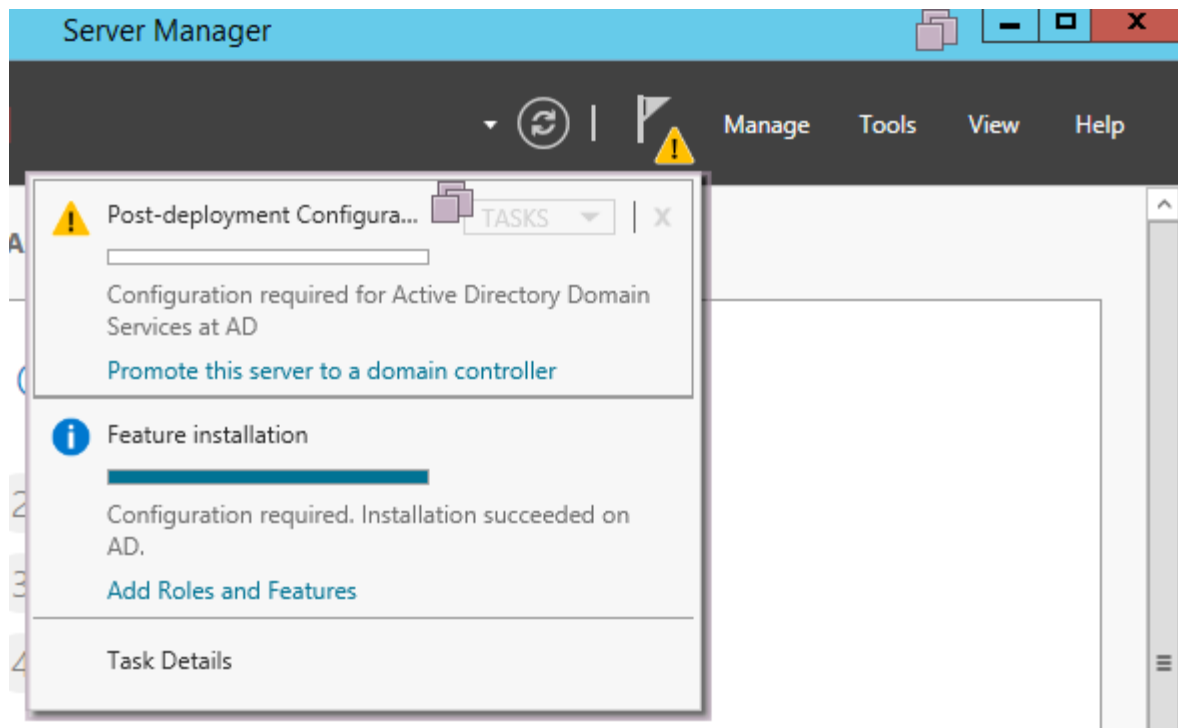 Server Manager
Manage Tools View Help
Post-deployment Configura...
TASKS
Configuration required for Active Directory Domain
Services at AD
Promote this server to a domain controller
Feature installation
Configuration required. Installation succeeded on
AD.
Add Roles and Features
Task Details